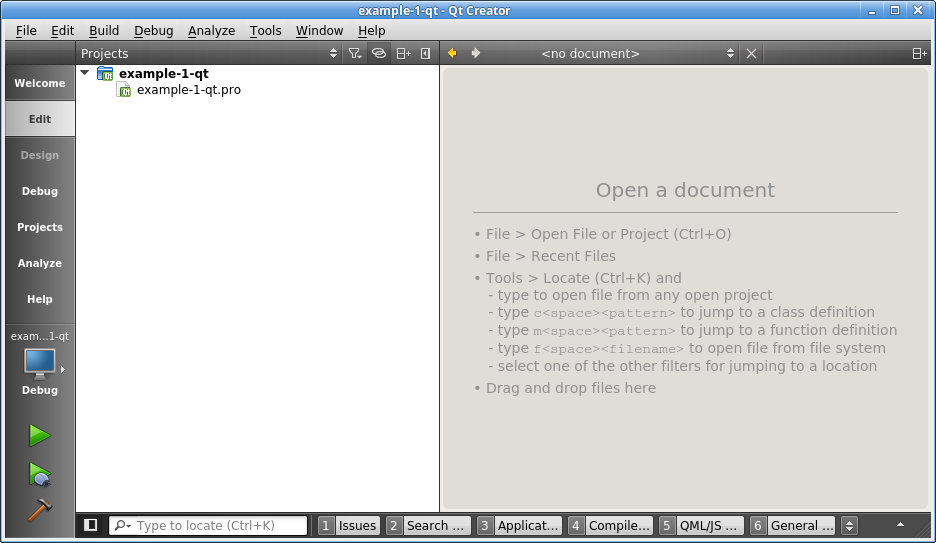 example-1-qt - Qt Creator
File Edit Build Debug Analyze Tools Window Help
Projects <no document>
Welcome
Edit
Design
Debug
Projects
Analyze
Help
exam...1-qt
Debug
example-1-qt
example-1-qt.pro
Open a document
• File > Open File or Project (Ctrl+O)
• File > Recent Files
• Tools > Locate (Ctrl+K) and
- type to open file from any open project
- type c<space><pattern> to jump to a class definition
- type m<space><pattern> to jump to a function definition
- type f<space><filename> to open file from file system
- select one of the other filters for jumping to a location
• Drag and drop files here
Type to locate (Ctrl+K) 1 Issues 2 Search ... 3 Applicat... 4 Compile... 5 QML/JS ... 6 General ...